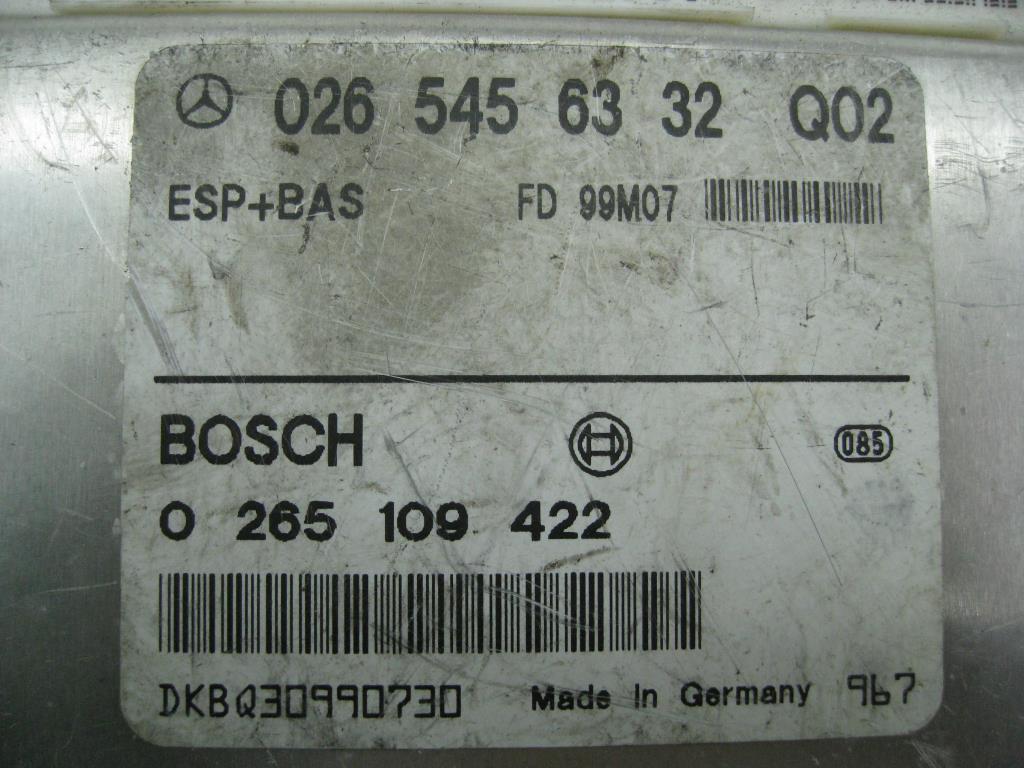 026 545 63 32 Q02
ESP+BAS FD 99M07
BOSCH 085
0 265 109 422
DKBQ30990730 Made in Germany 967